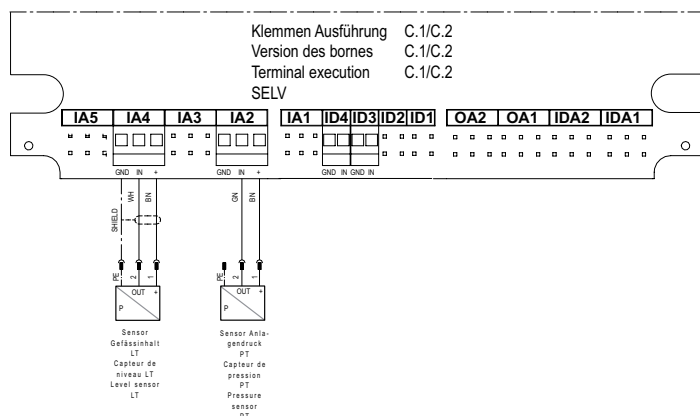 Klemmen Ausführung C.1/C.2
Version des bornes C.1/C.2
Terminal execution C.1/C.2
SELV
IA5 IA4 IA3 IA2 IA1 ID4 ID3 ID2 ID1 OA2 OA1 IDA2 IDA1
GND IN + GND IN + GND IN GND IN
SHIELD WH BN GN BN
PE 2 1 PE 2 1
OUT + OUT +
P P
Sensor
Gefässinhalt
LT
Capteur de
niveau LT
Level sensor
LT
Sensor Anla-
gendruck
PT
Capteur de
pression
PT
Pressure
sensor
PT